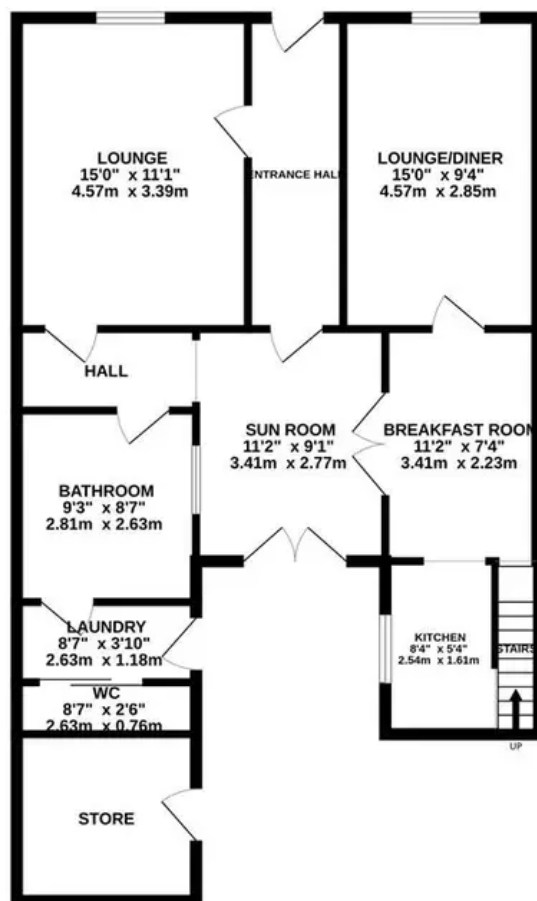 LOUNGE
15'0" x 11'1"
4.57m x 3.39m
ENTRANCE HALL
LOUNGE/DINER
15'0" x 9'4"
4.57m x 2.85m
HALL
SUN ROOM
11'2" x 9'1"
3.41m x 2.77m
BREAKFAST ROOM
11'2" x 7'4"
3.41m x 2.23m
BATHROOM
9'3" x 8'7"
2.81m x 2.63m
LAUNDRY
8'7" x 3'10"
2.63m x 1.18m
KITCHEN
8'4" x 5'4"
2.54m x 1.61m
STAIRS
UP
WC
8'7" x 2'6"
2.63m x 0.76m
STORE